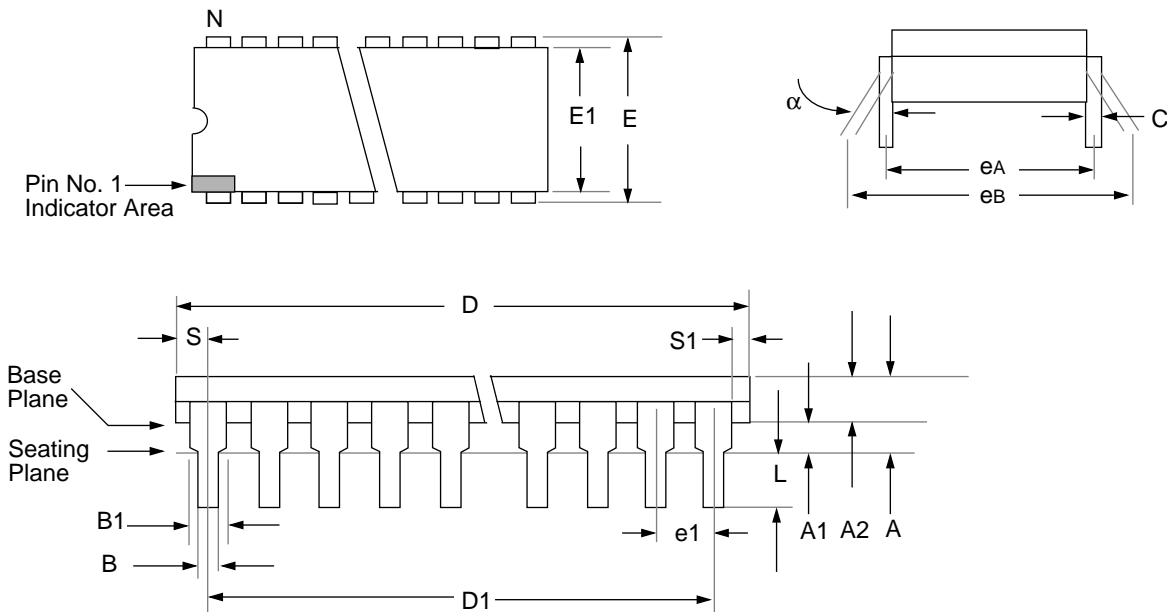 N
E1
E
Pin No. 1
Indicator Area
α
C
eA
eB
D
S
S1
Base
Plane
Seating
Plane
L
B1
e1
A1
A2
A
B
D1